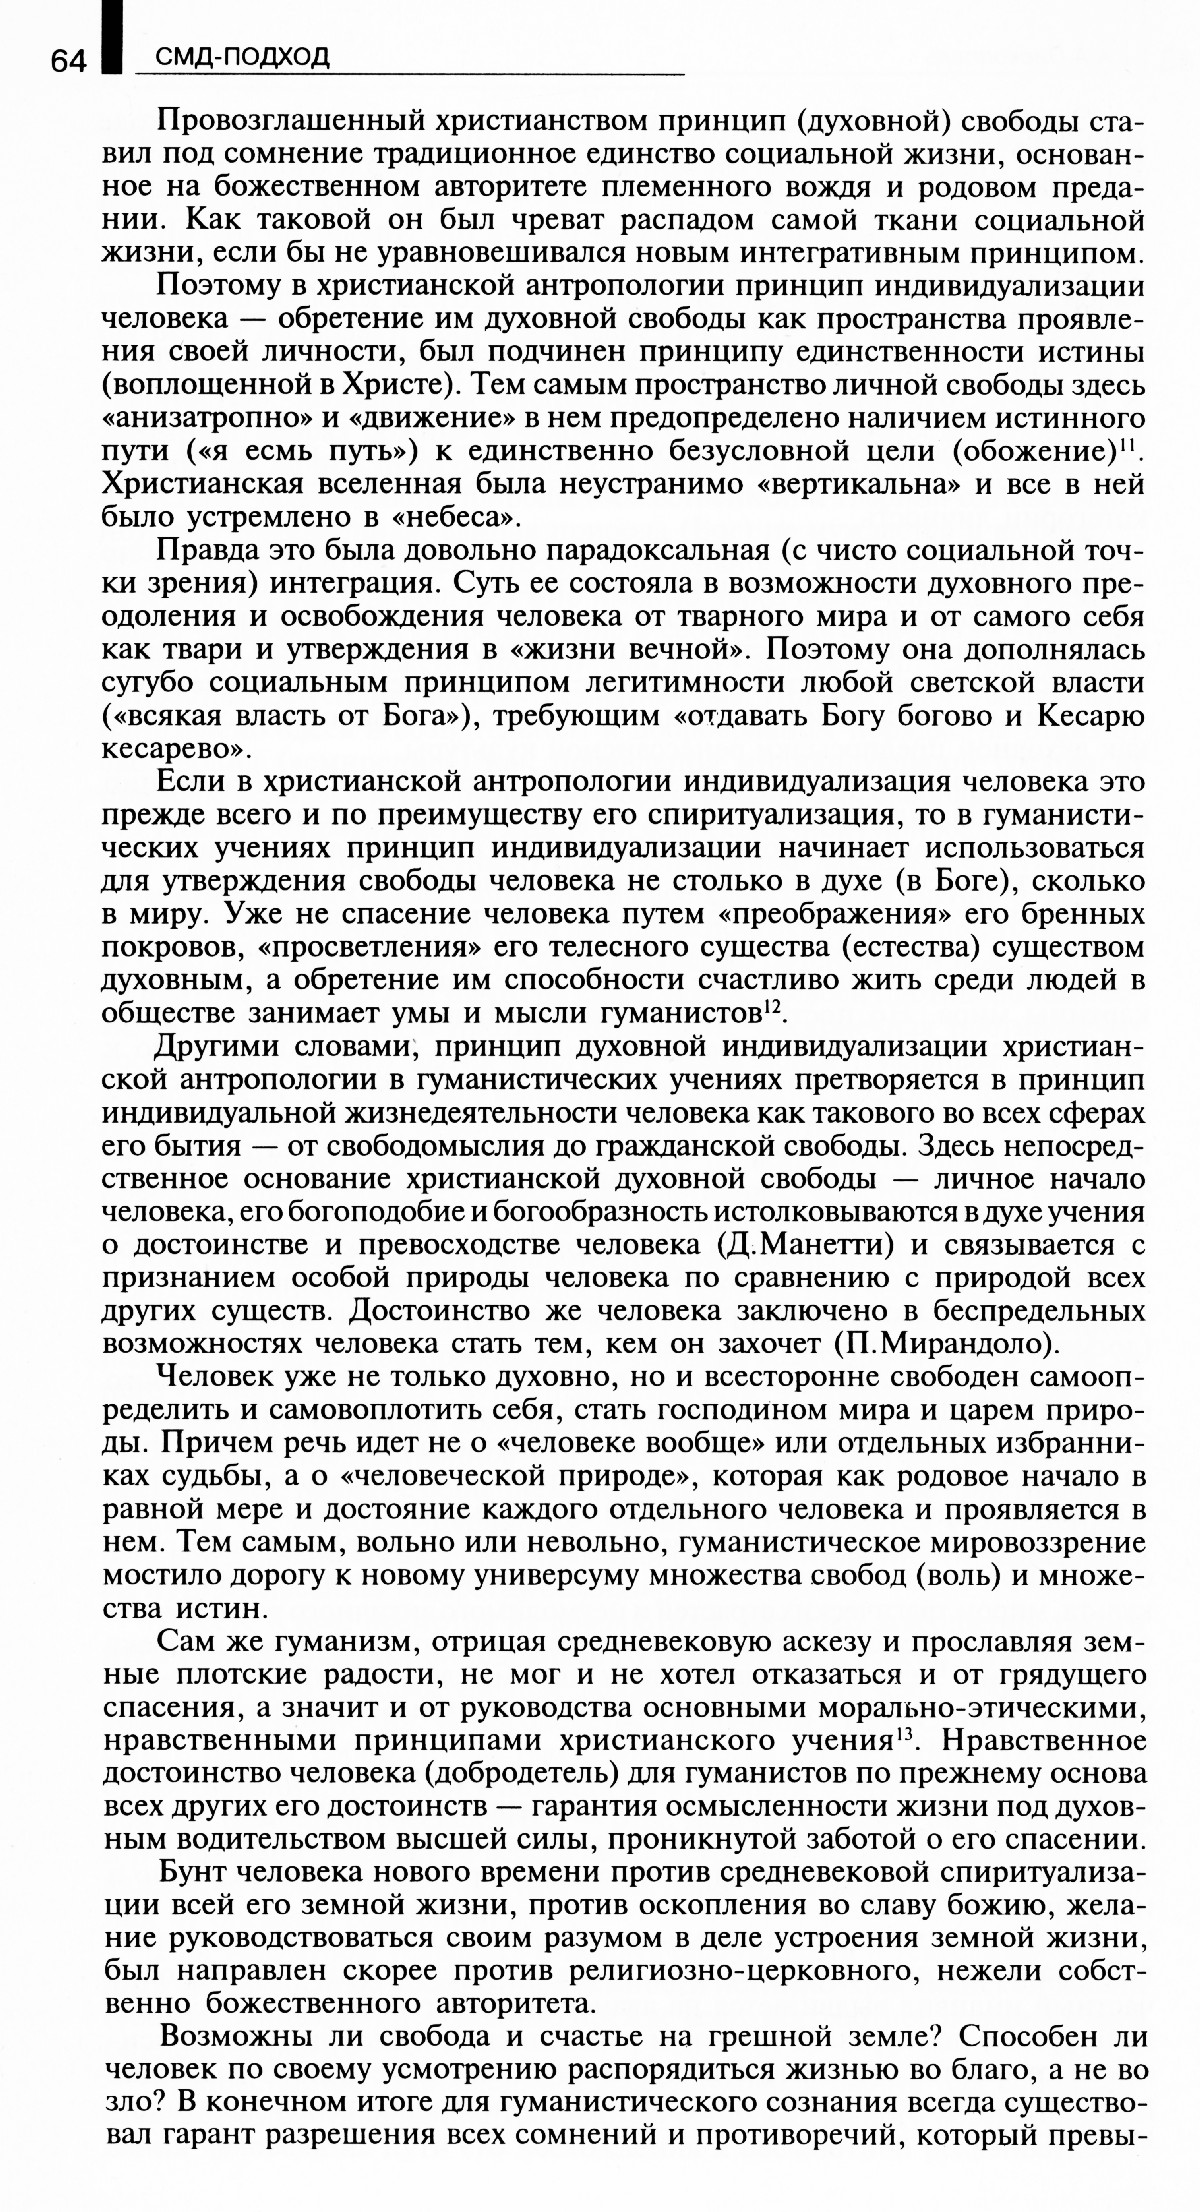 64 СМД-ПОДХОД
Провозглашенный христианством принцип (духовной) свободы ста-
вил под сомнение традиционное единство социальной жизни, основан-
ное на божественном авторитете племенного вождя и родовом преда-
нии. Как таковой он был чреват распадом самой ткани социальной
жизни, если бы не уравновешивался новым интегративным принципом.
Поэтому в христианской антропологии принцип индивидуализации
человека — обретение им духовной свободы как пространства проявле-
ния своей личности, был подчинен принципу единственности истины
(воплощенной в Христе). Тем самым пространство личной свободы здесь
«анизатропно» и «движение» в нем предопределено наличием истинного
пути («я есмь путь») к единственно безусловной цели (обожение)¹¹.
Христианская вселенная была неустранимо «вертикальна» и все в ней
было устремлено в «небеса».
Правда это была довольно парадоксальная (с чисто социальной точ-
ки зрения) интеграция. Суть ее состояла в возможности духовного пре-
одоления и освобождения человека от тварного мира и от самого себя
как твари и утверждения в «жизни вечной». Поэтому она дополнялась
сугубо социальным принципом легитимности любой светской власти
(«всякая власть от Бога»), требующим «отдавать Богу богово и Кесарю
кесарево».
Если в христианской антропологии индивидуализация человека это
прежде всего и по преимуществу его спиритуализация, то в гуманисти-
ческих учениях принцип индивидуализации начинает использоваться
для утверждения свободы человека не столько в духе (в Боге), сколько
в миру. Уже не спасение человека путем «преображения» его бренных
покровов, «просветления» его телесного существа (естества) существом
духовным, а обретение им способности счастливо жить среди людей в
обществе занимает умы и мысли гуманистов¹².
Другими словами, принцип духовной индивидуализации христиан-
ской антропологии в гуманистических учениях претворяется в принцип
индивидуальной жизнедеятельности человека как такового во всех сферах
его бытия — от свободомыслия до гражданской свободы. Здесь непосред-
ственное основание христианской духовной свободы — личное начало
человека, его богоподобие и богообразность истолковываются в духе учения
о достоинстве и превосходстве человека (Д.Манетти) и связывается с
признанием особой природы человека по сравнению с природой всех
других существ. Достоинство же человека заключено в беспредельных
возможностях человека стать тем, кем он захочет (П.Мирандоло).
Человек уже не только духовно, но и всесторонне свободен самооп-
ределить и самовоплотить себя, стать господином мира и царем приро-
ды. Причем речь идет не о «человеке вообще» или отдельных избранни-
ках судьбы, а о «человеческой природе», которая как родовое начало в
равной мере и достояние каждого отдельного человека и проявляется в
нем. Тем самым, вольно или невольно, гуманистическое мировоззрение
мостило дорогу к новому универсуму множества свобод (воль) и множе-
ства истин.
Сам же гуманизм, отрицая средневековую аскезу и прославляя зем-
ные плотские радости, не мог и не хотел отказаться и от грядущего
спасения, а значит и от руководства основными морально-этическими,
нравственными принципами христианского учения¹³. Нравственное
достоинство человека (добродетель) для гуманистов по прежнему основа
всех других его достоинств — гарантия осмысленности жизни под духов-
ным водительством высшей силы, проникнутой заботой о его спасении.
Бунт человека нового времени против средневековой спиритуализа-
ции всей его земной жизни, против оскопления во славу божию, жела-
ние руководствоваться своим разумом в деле устроения земной жизни,
был направлен скорее против религиозно-церковного, нежели собст-
венно божественного авторитета.
Возможны ли свобода и счастье на грешной земле? Способен ли
человек по своему усмотрению распорядиться жизнью во благо, а не во
зло? В конечном итоге для гуманистического сознания всегда существо-
вал гарант разрешения всех сомнений и противоречий, который превы-